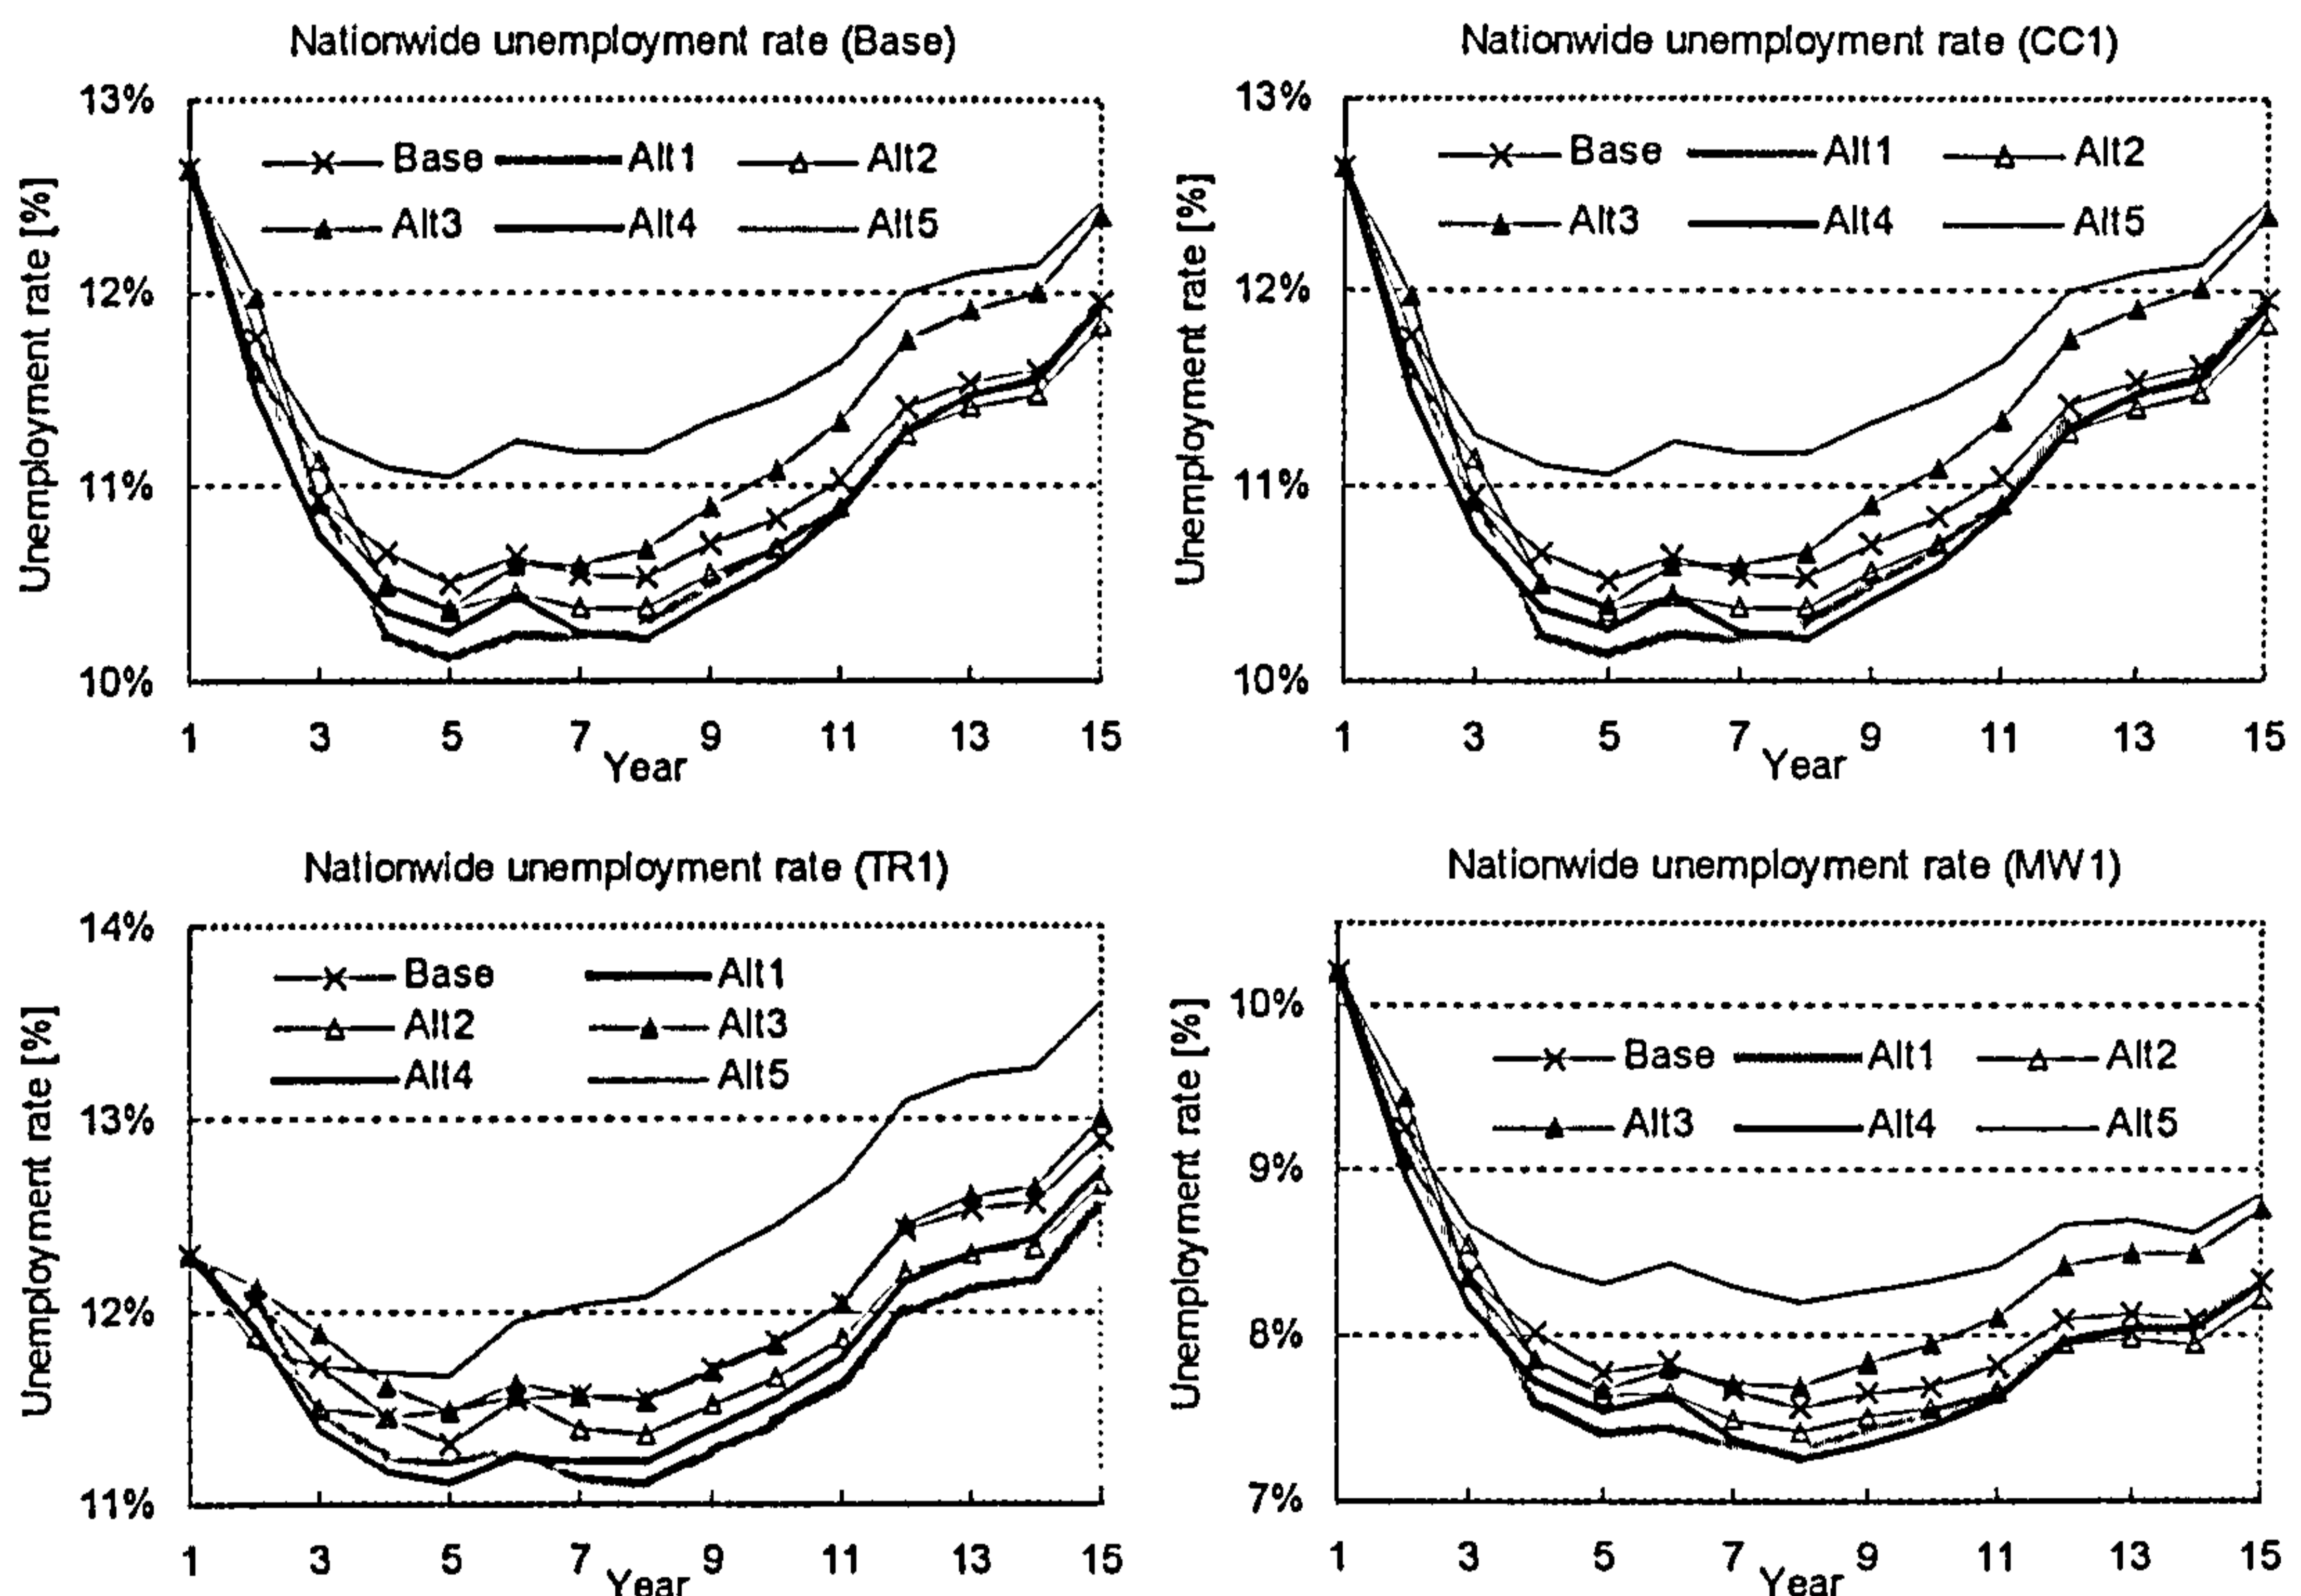 Nationwide unemployment rate (Base)
Unemployment rate [%]
13%
12%
11%
10%
Base Alt1 Alt2
Alt3 Alt4 Alt5
1 3 5 7 9 11 13 15
Year
Nationwide unemployment rate (CC1)
Unemployment rate [%]
13%
12%
11%
10%
Base Alt1 Alt2
Alt3 Alt4 Alt5
1 3 5 7 9 11 13 15
Year
Nationwide unemployment rate (TR1)
Unemployment rate [%]
14%
13%
12%
11%
Base Alt1
Alt2 Alt3
Alt4 Alt5
1 3 5 7 9 11 13 15
Year
Nationwide unemployment rate (MW1)
Unemployment rate [%]
10%
9%
8%
7%
Base Alt1 Alt2
Alt3 Alt4 Alt5
1 3 5 7 9 11 13 15
Year